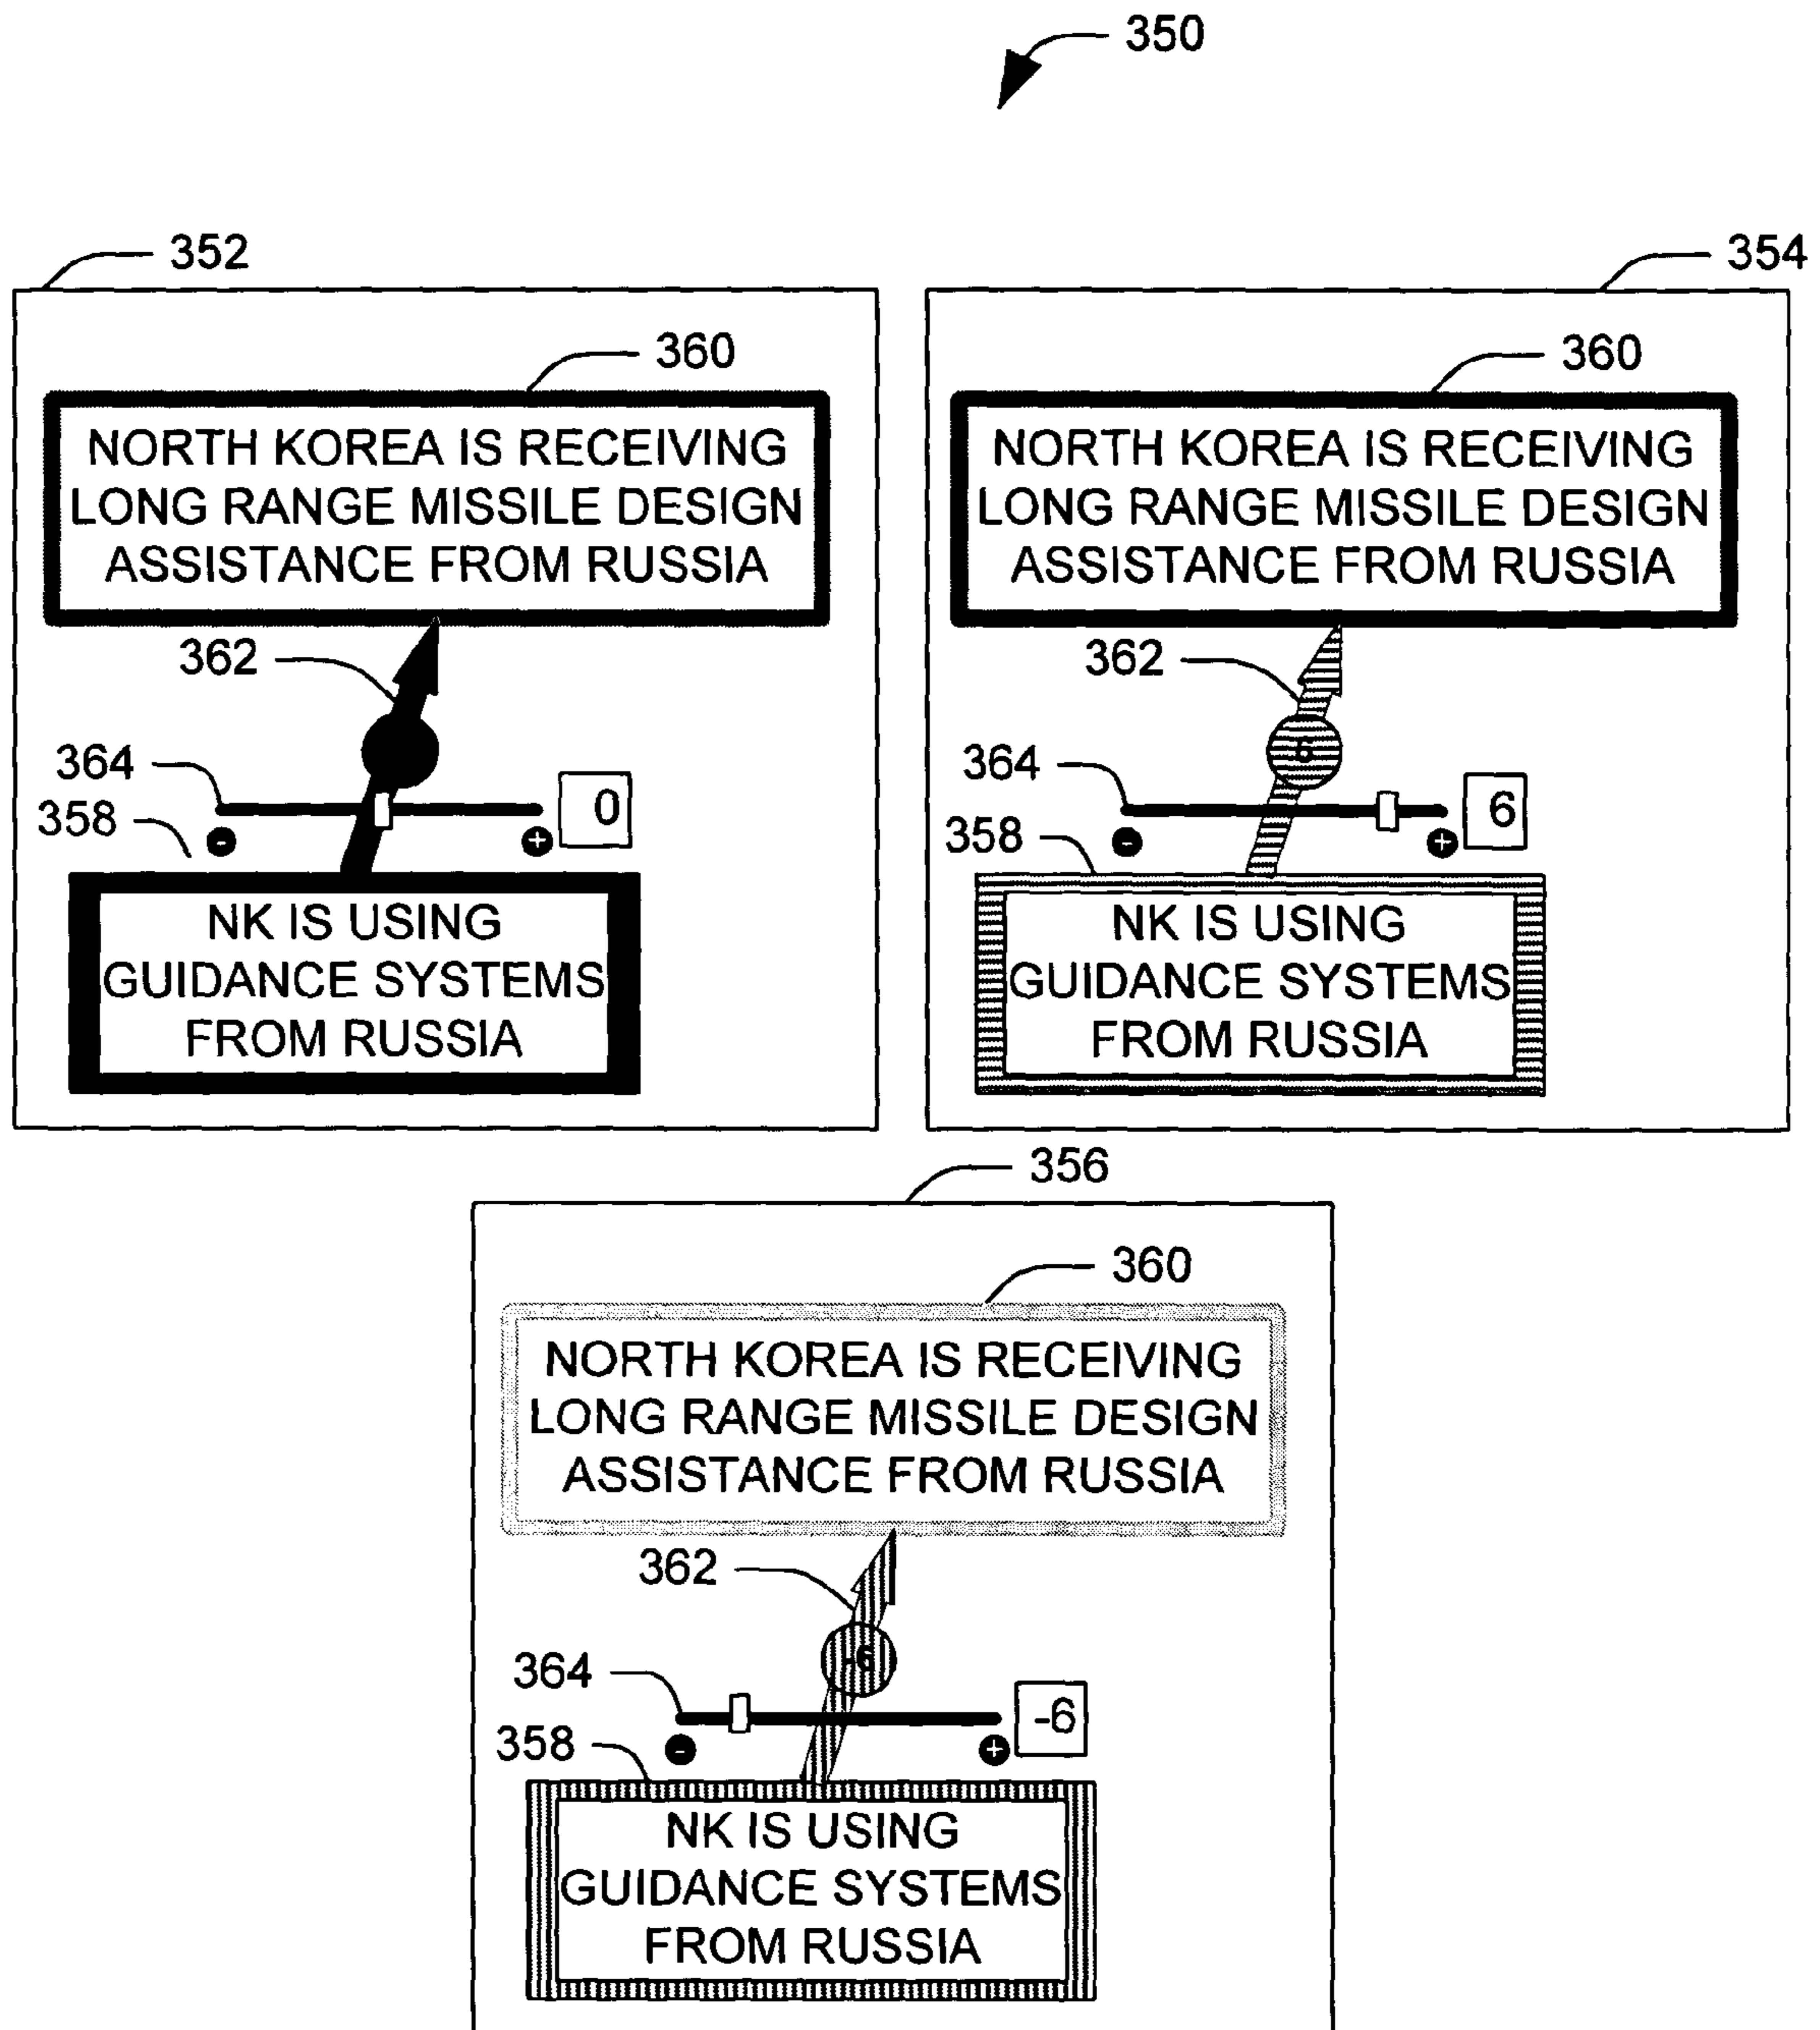 350
352
360
NORTH KOREA IS RECEIVING
LONG RANGE MISSILE DESIGN
ASSISTANCE FROM RUSSIA
362
364
0
358
-
+
NK IS USING
GUIDANCE SYSTEMS
FROM RUSSIA
354
360
NORTH KOREA IS RECEIVING
LONG RANGE MISSILE DESIGN
ASSISTANCE FROM RUSSIA
362
6
364
6
358
-
+
NK IS USING
GUIDANCE SYSTEMS
FROM RUSSIA
356
360
NORTH KOREA IS RECEIVING
LONG RANGE MISSILE DESIGN
ASSISTANCE FROM RUSSIA
362
-6
364
-6
358
-
+
NK IS USING
GUIDANCE SYSTEMS
FROM RUSSIA